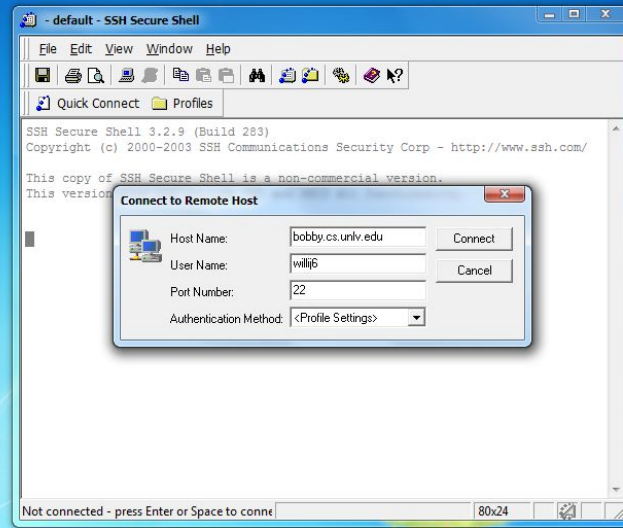 - default - SSH Secure Shell
File Edit View Window Help
Quick Connect Profiles
SSH Secure Shell 3.2.9 (Build 283)
Copyright (c) 2000-2003 SSH Communications Security Corp - http://www.ssh.com/
This copy of SSH Secure Shell is a non-commercial version.
This version
Connect to Remote Host
Host Name: bobby.cs.unlv.edu Connect
User Name: willij6 Cancel
Port Number: 22
Authentication Method: <Profile Settings>
Not connected - press Enter or Space to conne 80x24